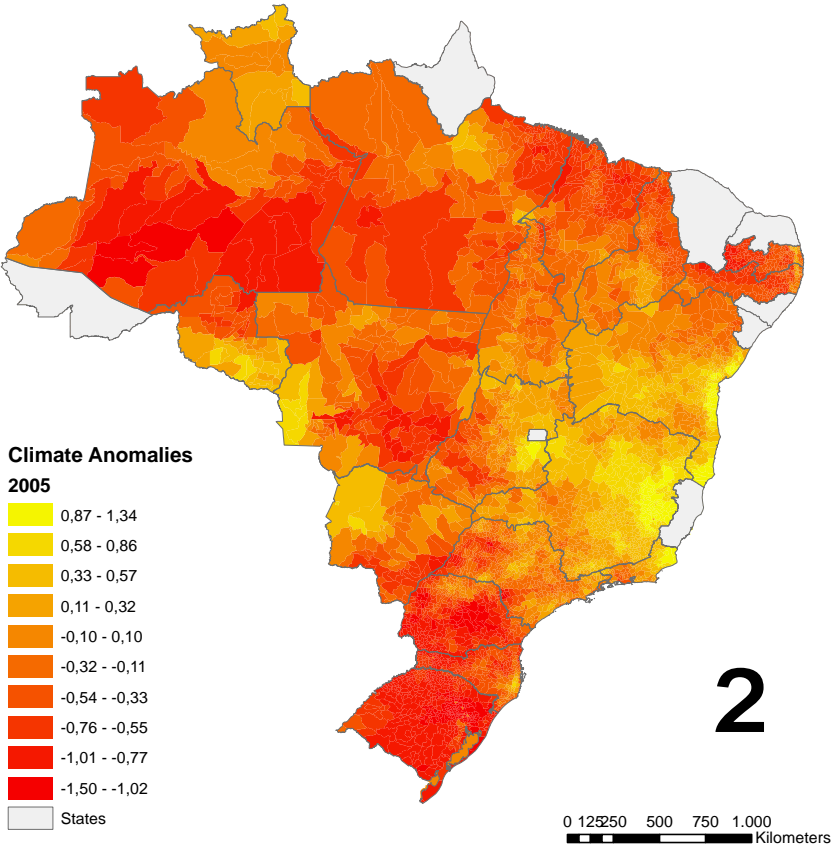 Climate Anomalies
2005
0,87 - 1,34
0,58 - 0,86
0,33 - 0,57
0,11 - 0,32
-0,10 - 0,10
-0,32 - -0,11
-0,54 - -0,33
-0,76 - -0,55
-1,01 - -0,77
-1,50 - -1,02
States
2
0 125250 500 750 1.000
Kilometers